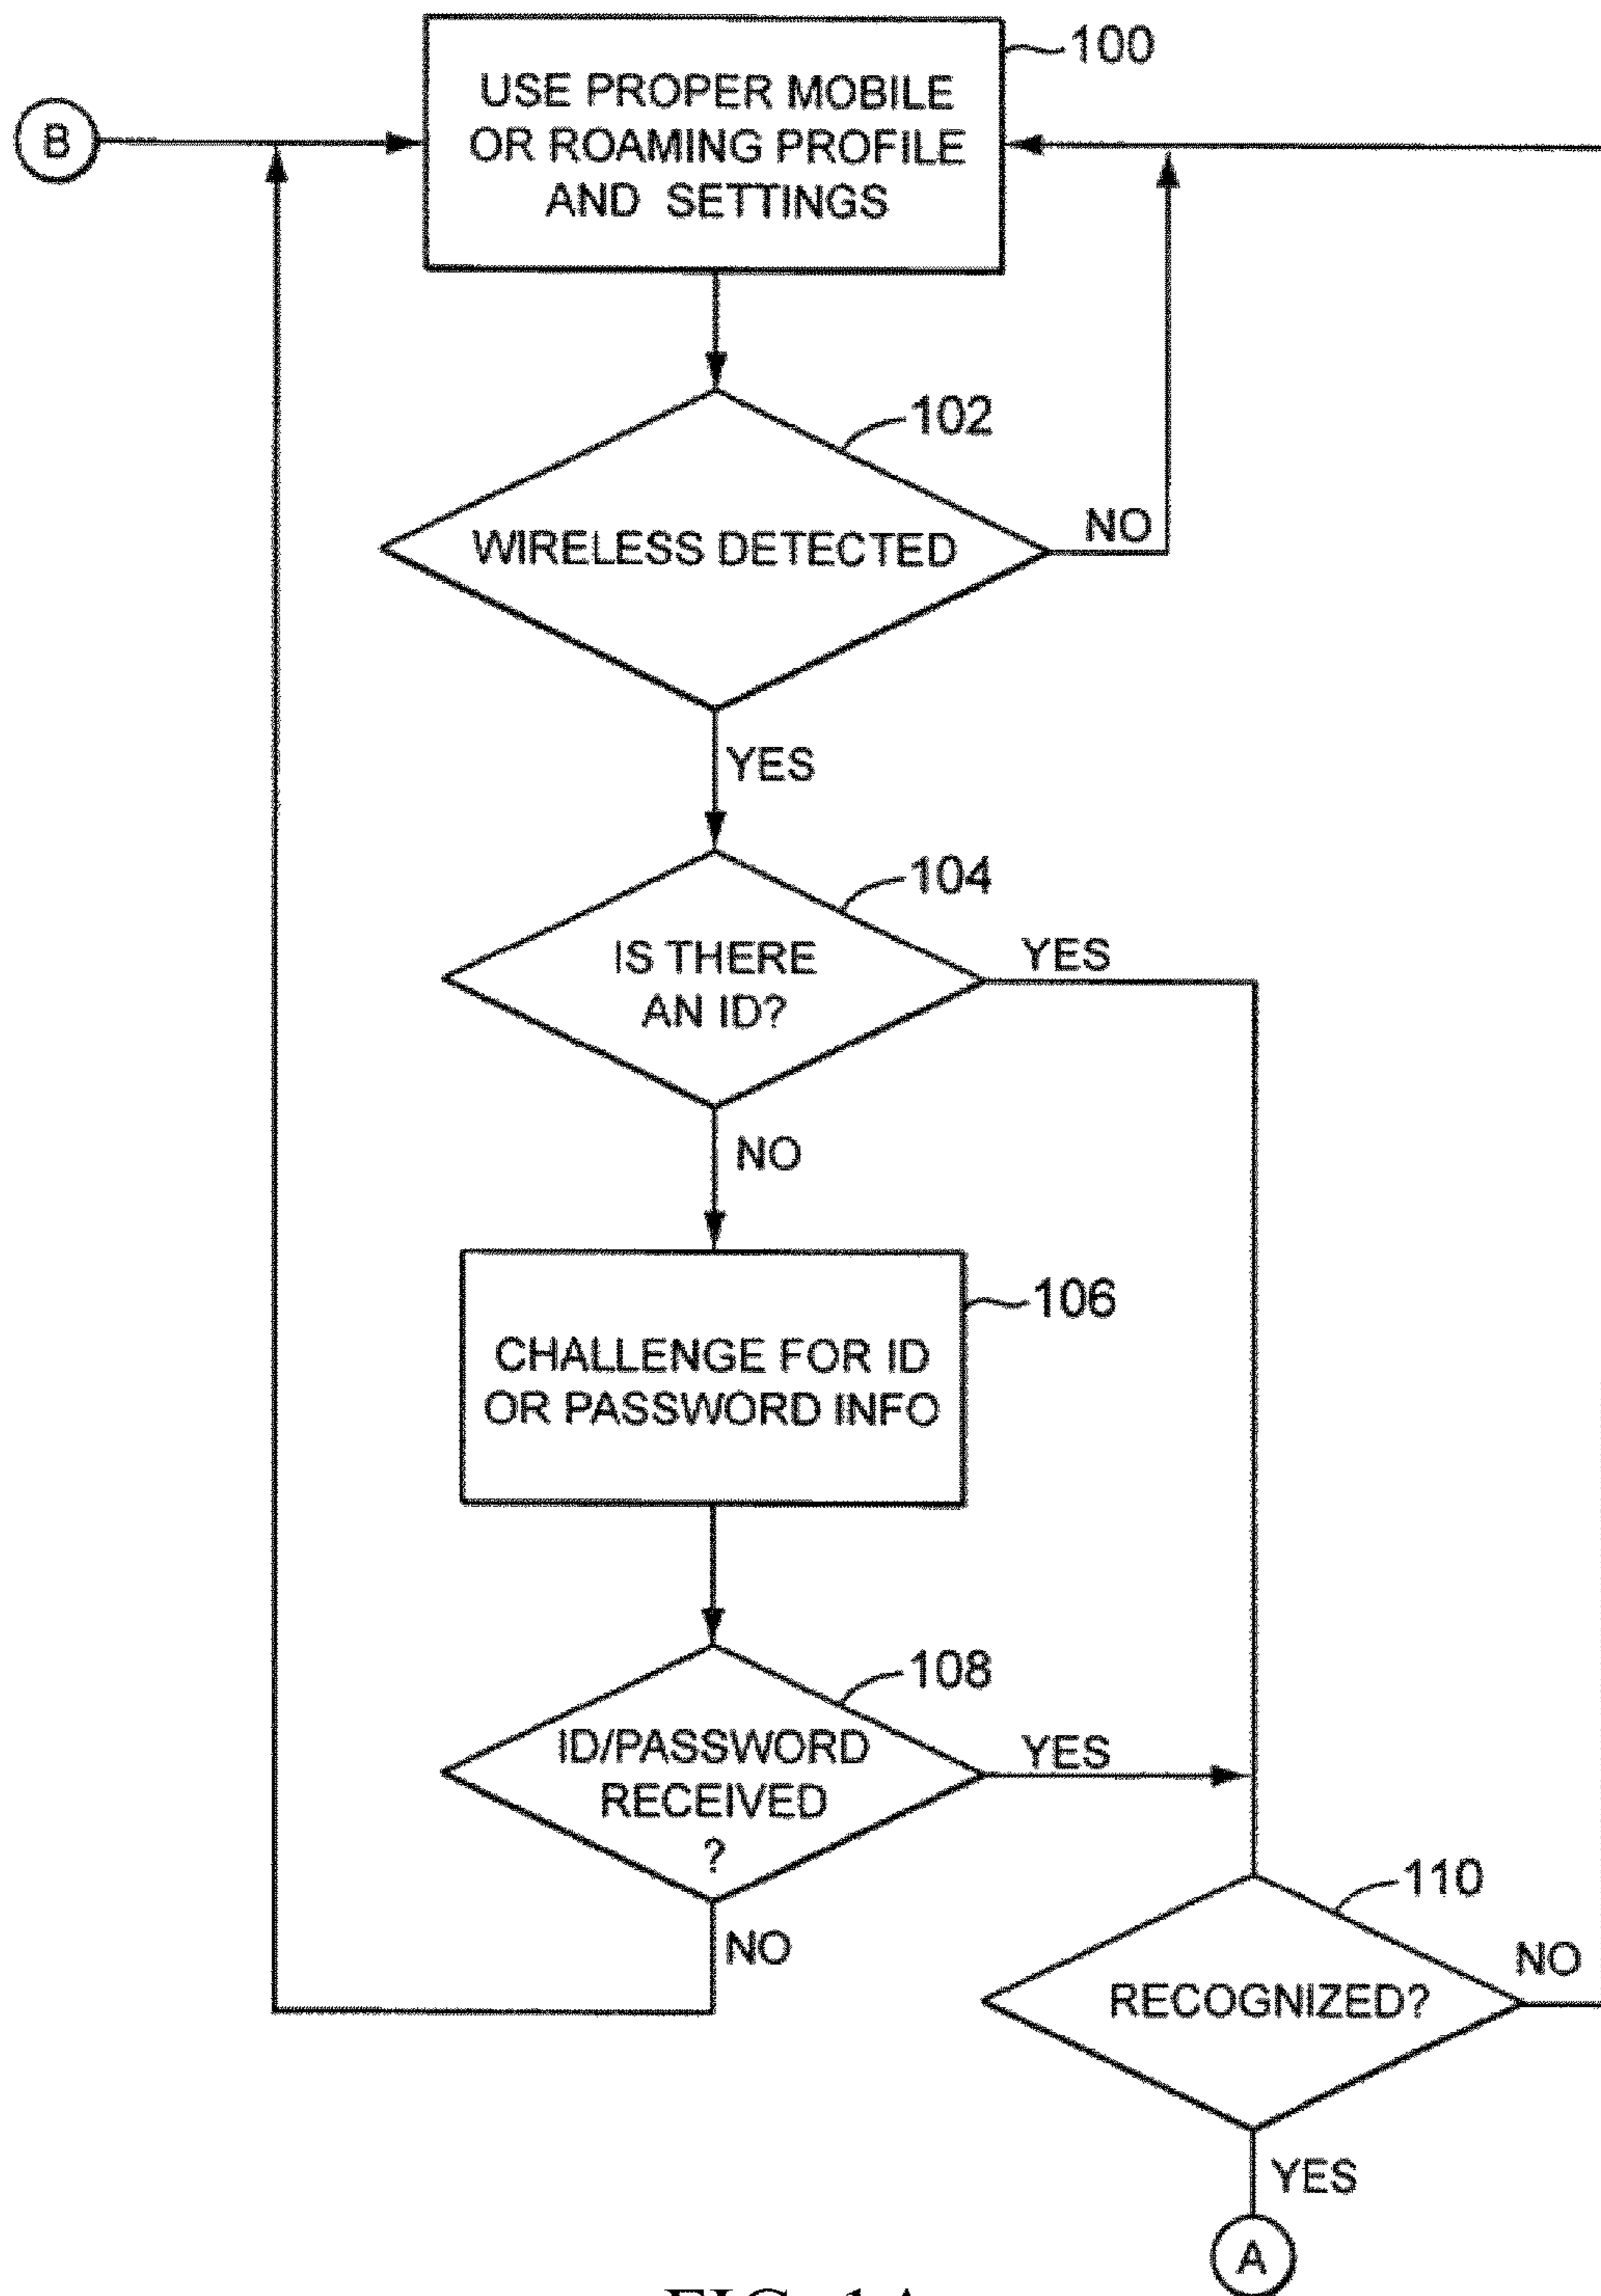 100
USE PROPER MOBILE
OR ROAMING PROFILE
AND SETTINGS
B
102
WIRELESS DETECTED
NO
YES
104
IS THERE
AN ID?
YES
NO
106
CHALLENGE FOR ID
OR PASSWORD INFO
108
ID/PASSWORD
RECEIVED
?
YES
NO
110
RECOGNIZED?
NO
YES
A